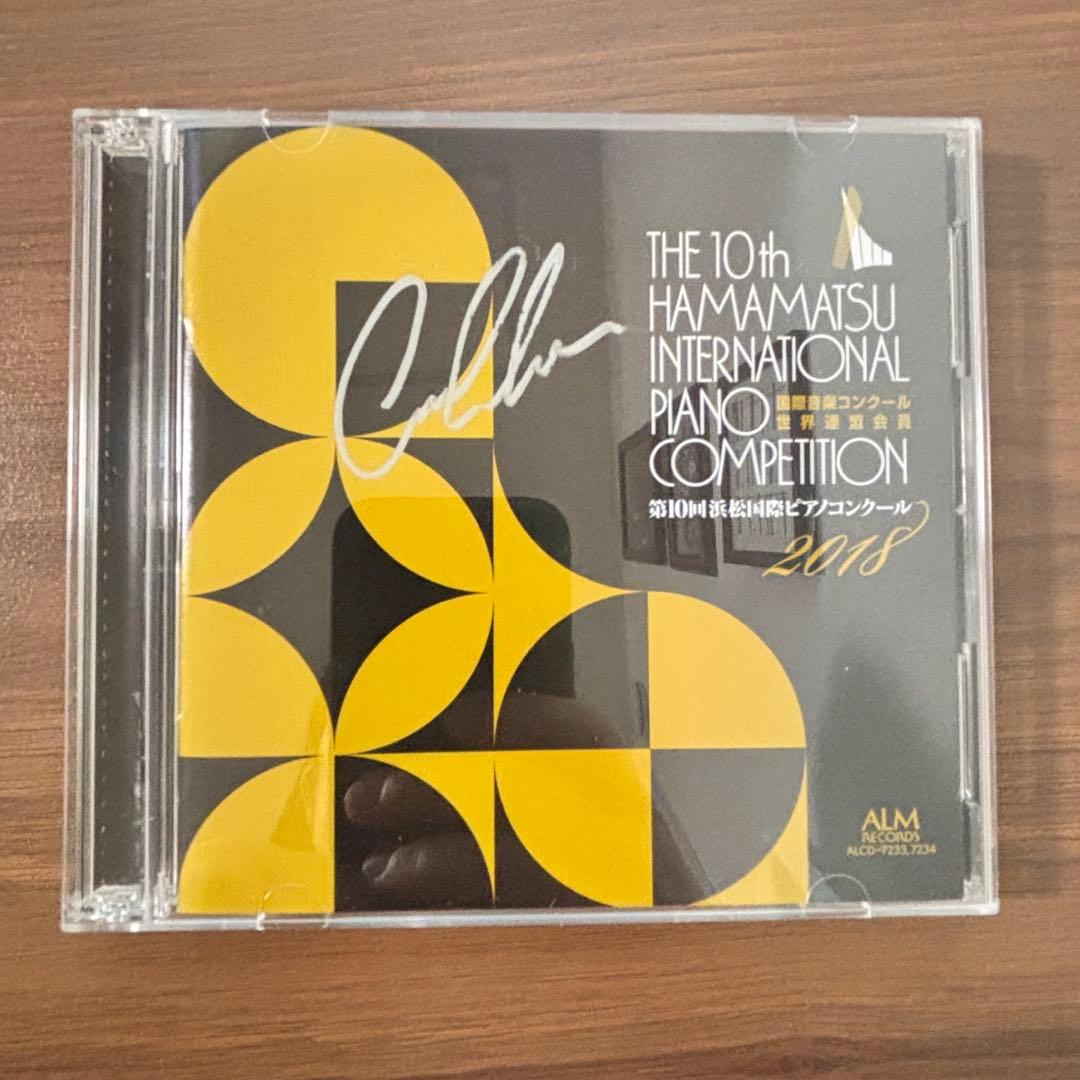 THE 10th
HAMAMATSU
INTERNATIONAL
PIANO
国際音楽コンクール
世界連盟会員
COMPETITION
第10回浜松国際ピアノコンクール
2018
ALM
RECORDS
ALCD-7233,7234